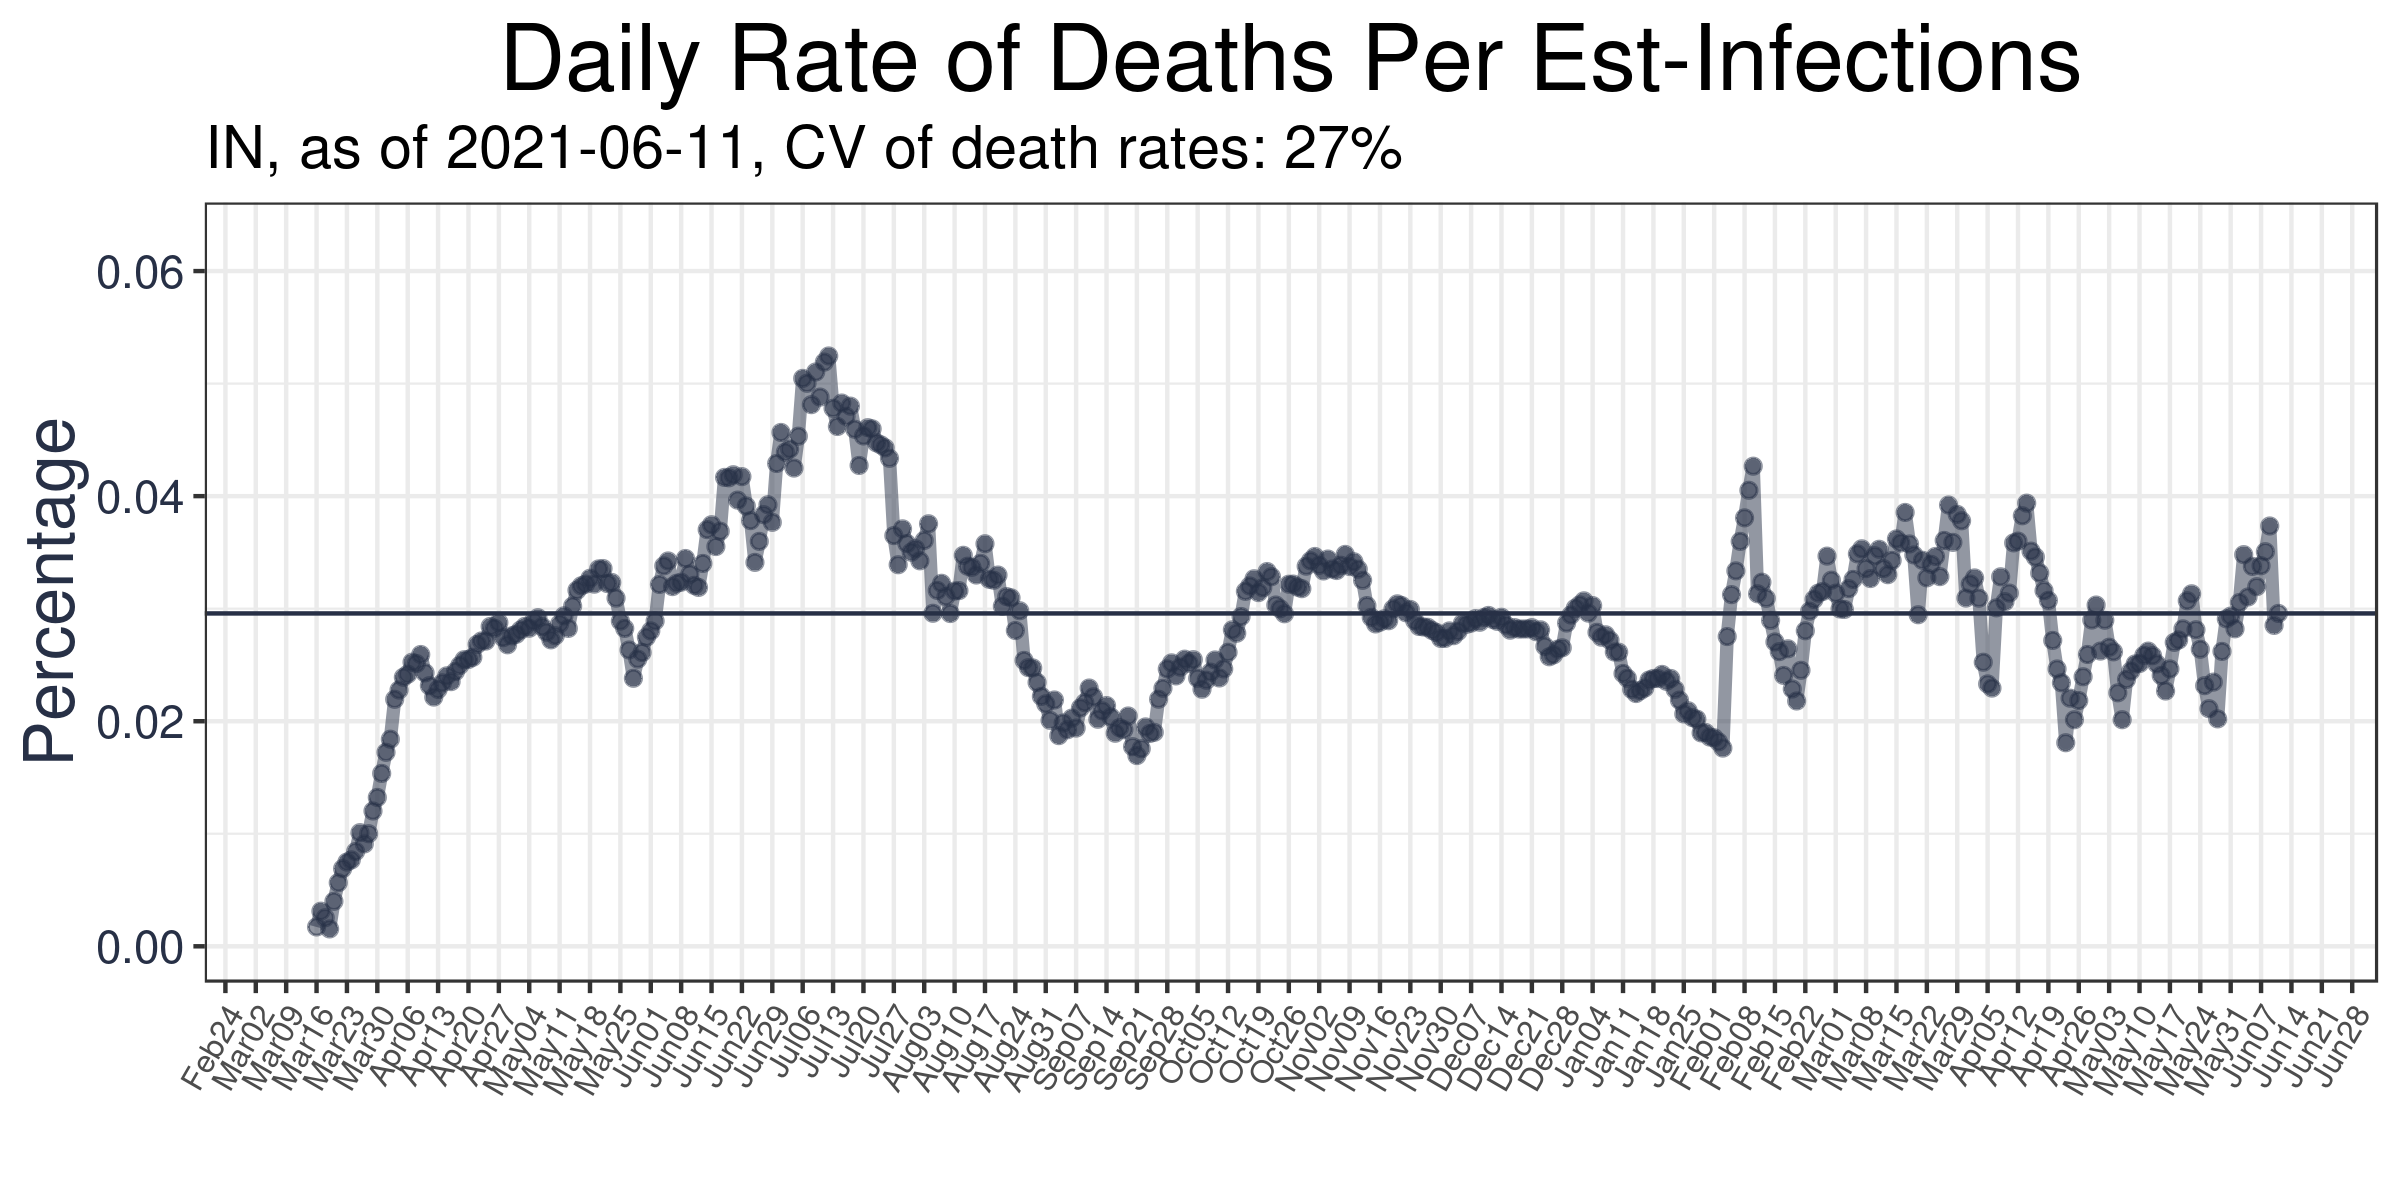 Daily Rate of Deaths Per Est-Infections
IN, as of 2021-06-11, CV of death rates: 27%
Percentage
0.06
0.04
0.02
0.00
Feb24
Mar02
Mar09
Mar16
Mar23
Mar30
Apr06
Apr13
Apr20
Apr27
May04
May11
May18
May25
Jun01
Jun08
Jun15
Jun22
Jun29
Jul06
Jul13
Jul20
Jul27
Aug03
Aug10
Aug17
Aug24
Aug31
Sep07
Sep14
Sep21
Sep28
Oct05
Oct12
Oct19
Oct26
Nov02
Nov09
Nov16
Nov23
Nov30
Dec07
Dec14
Dec21
Dec28
Jan04
Jan11
Jan18
Jan25
Feb01
Feb08
Feb15
Feb22
Mar01
Mar08
Mar15
Mar22
Mar29
Apr05
Apr12
Apr19
Apr26
May03
May10
May17
May24
May31
Jun07
Jun14
Jun21
Jun28